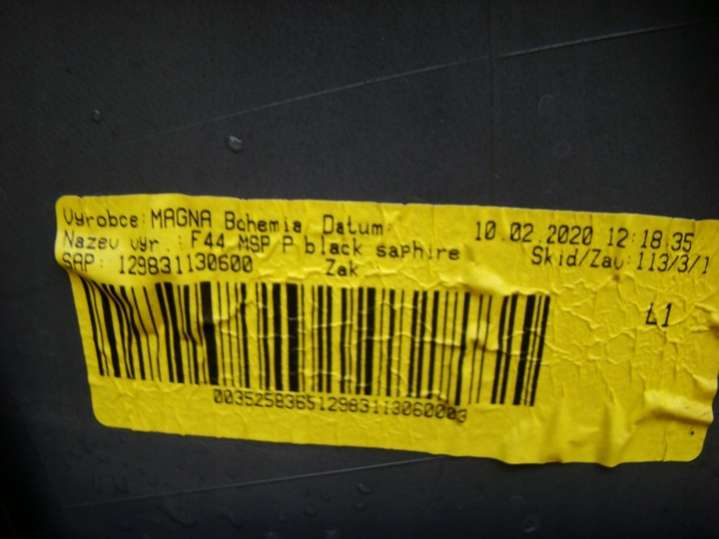 Vyrobce: MAGNA Bohemia Datum: 10.02.2020 12:18:35
Nazev vyr.: F44 MSP P black saphire Skid/Zav:113/3/1
SAP: 129831130600 Zak
L1
003525836512983113060003